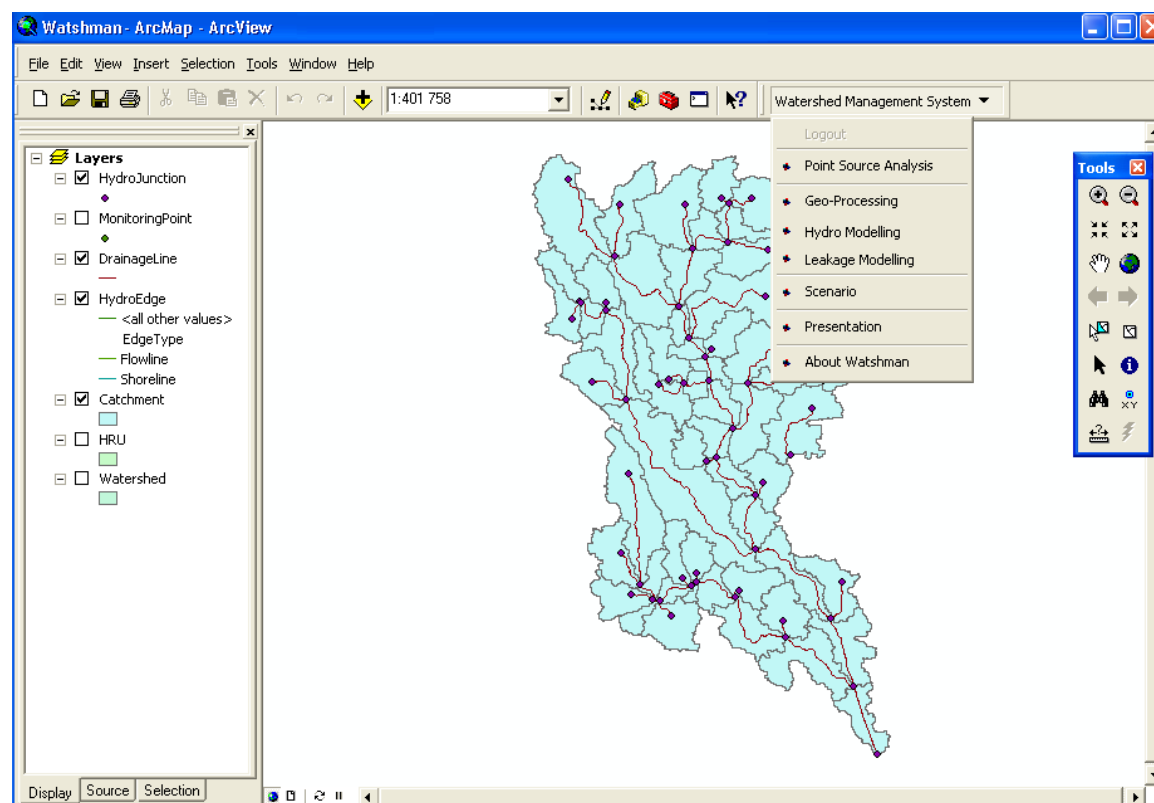 Watshman - ArcMap - ArcView
File Edit View Insert Selection Tools Window Help
1:401 758
Watershed Management System
Logout
Point Source Analysis
Geo-Processing
Hydro Modelling
Leakage Modelling
Scenario
Presentation
About Watshman
Layers
HydroJunction
MonitoringPoint
DrainageLine
HydroEdge
<all other values>
EdgeType
Flowline
Shoreline
Catchment
HRU
Watershed
Tools
XY
Display Source Selection